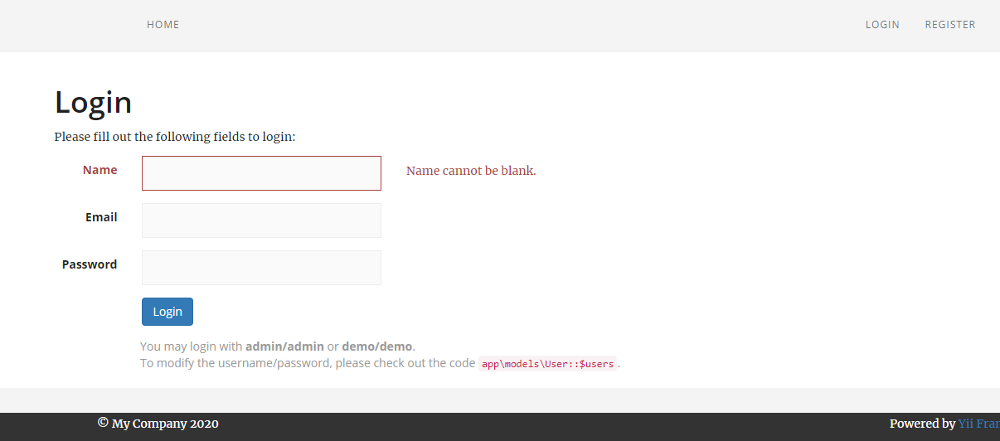 HOME LOGIN REGISTER
Login
Please fill out the following fields to login:
Name Name cannot be blank.
Email
Password
Login
You may login with admin/admin or demo/demo.
To modify the username/password, please check out the code app\models\User::$users.
© My Company 2020 Powered by Yii Fra